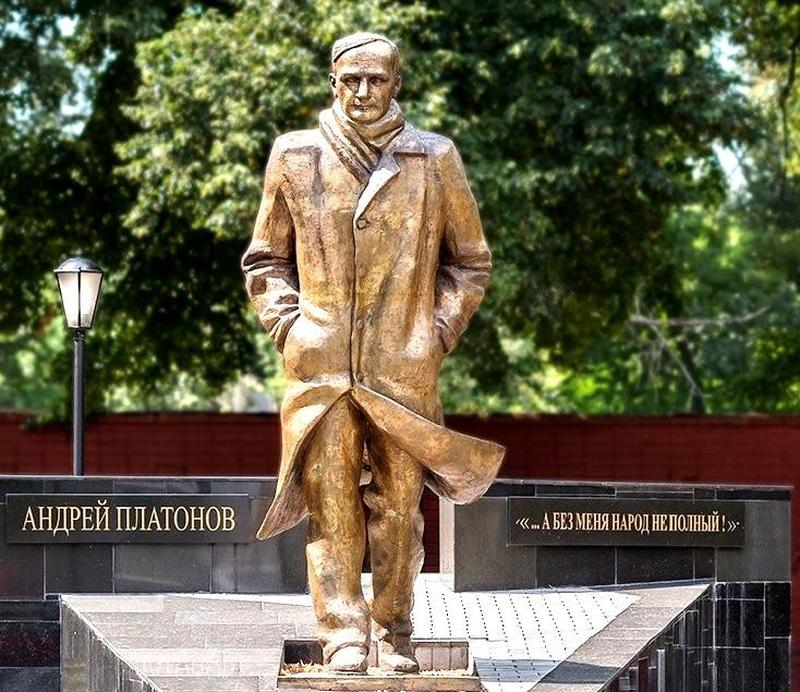 АНДРЕЙ ПЛАТОНОВ
«... А БЕЗ МЕНЯ НАРОД НЕ ПОЛНЫЙ!»